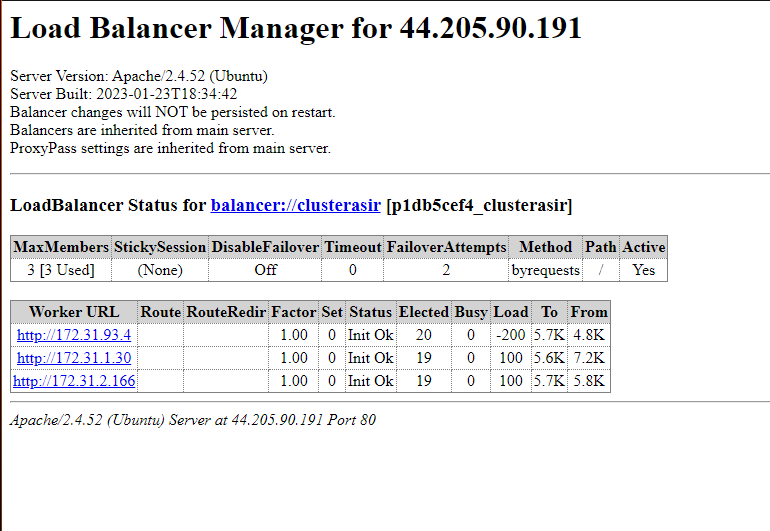 Load Balancer Manager for 44.205.90.191
Server Version: Apache/2.4.52 (Ubuntu)
Server Built: 2023-01-23T18:34:42
Balancer changes will NOT be persisted on restart.
Balancers are inherited from main server.
ProxyPass settings are inherited from main server.
LoadBalancer Status for balancer://clusterasir [p1db5cef4_clusterasir]
MaxMembers StickySession DisableFailover Timeout FailoverAttempts Method Path Active
3 [3 Used] (None) Off 0 2 byrequests / Yes
Worker URL Route RouteRedir Factor Set Status Elected Busy Load To From
http://172.31.93.4 1.00 0 Init Ok 20 0 -200 5.7K 4.8K
http://172.31.1.30 1.00 0 Init Ok 19 0 100 5.6K 7.2K
http://172.31.2.166 1.00 0 Init Ok 19 0 100 5.7K 5.8K
Apache/2.4.52 (Ubuntu) Server at 44.205.90.191 Port 80